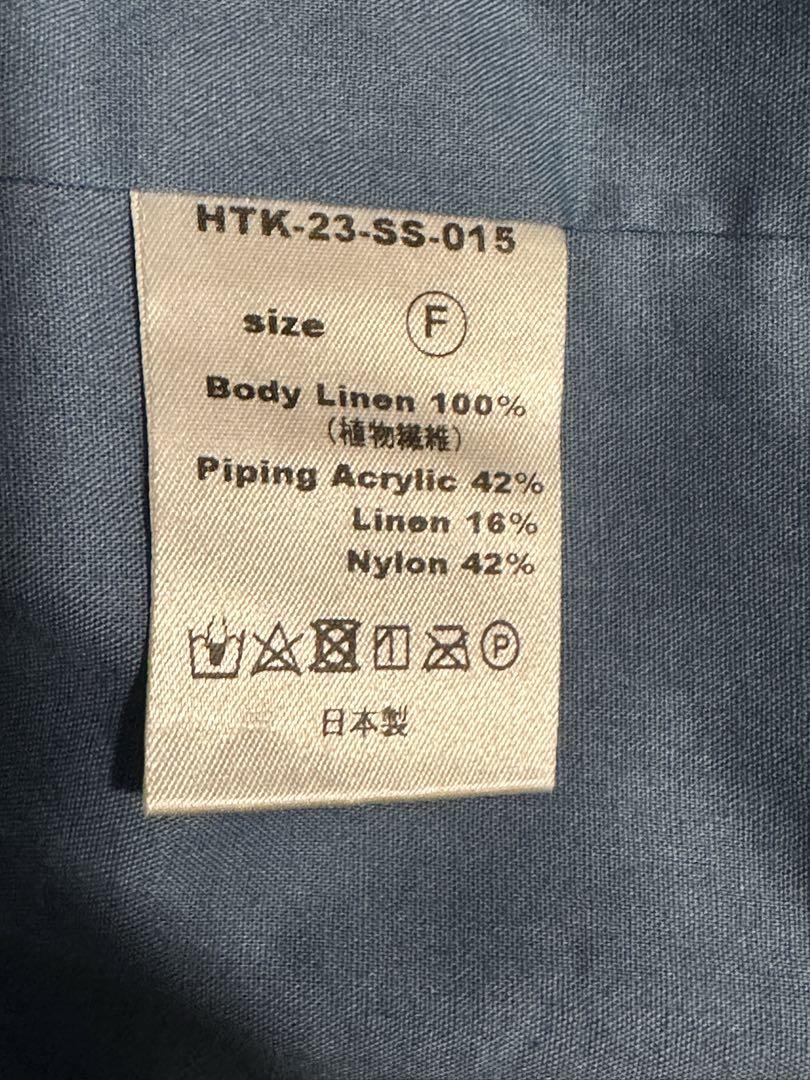 HTK-23-SS-015
size Ⓕ
Body Linen 100%
(植物繊維)
Piping Acrylic 42%
Linen 16%
Nylon 42%
Ⓟ
日本製